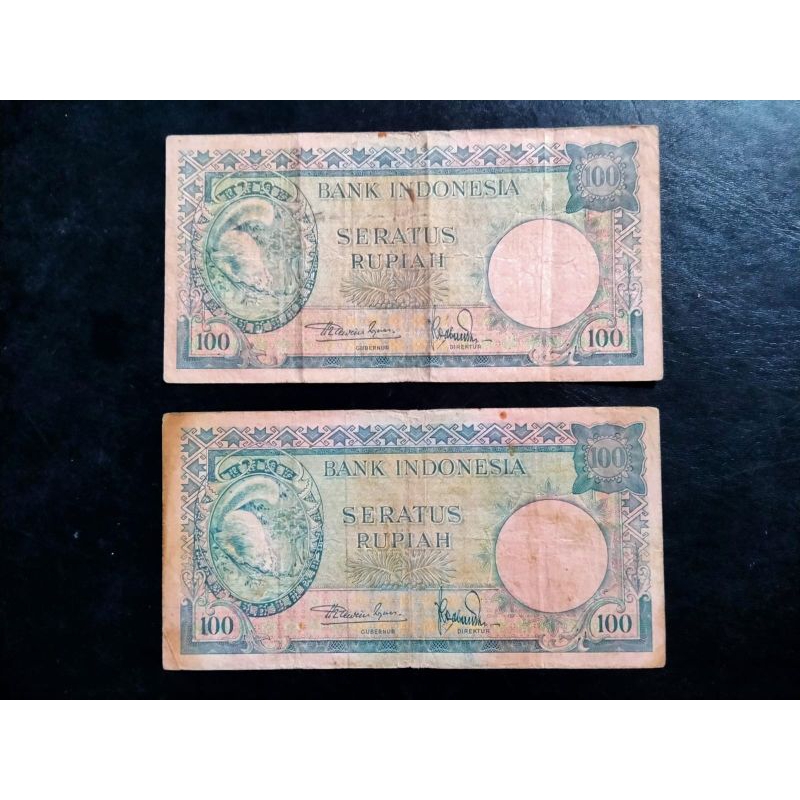 100
BANK INDONESIA
SERATUS
RUPIAH
GUBERNUR
DIREKTUR
100
100
100
BANK INDONESIA
SERATUS
RUPIAH
GUBERNUR
DIREKTUR
100
100